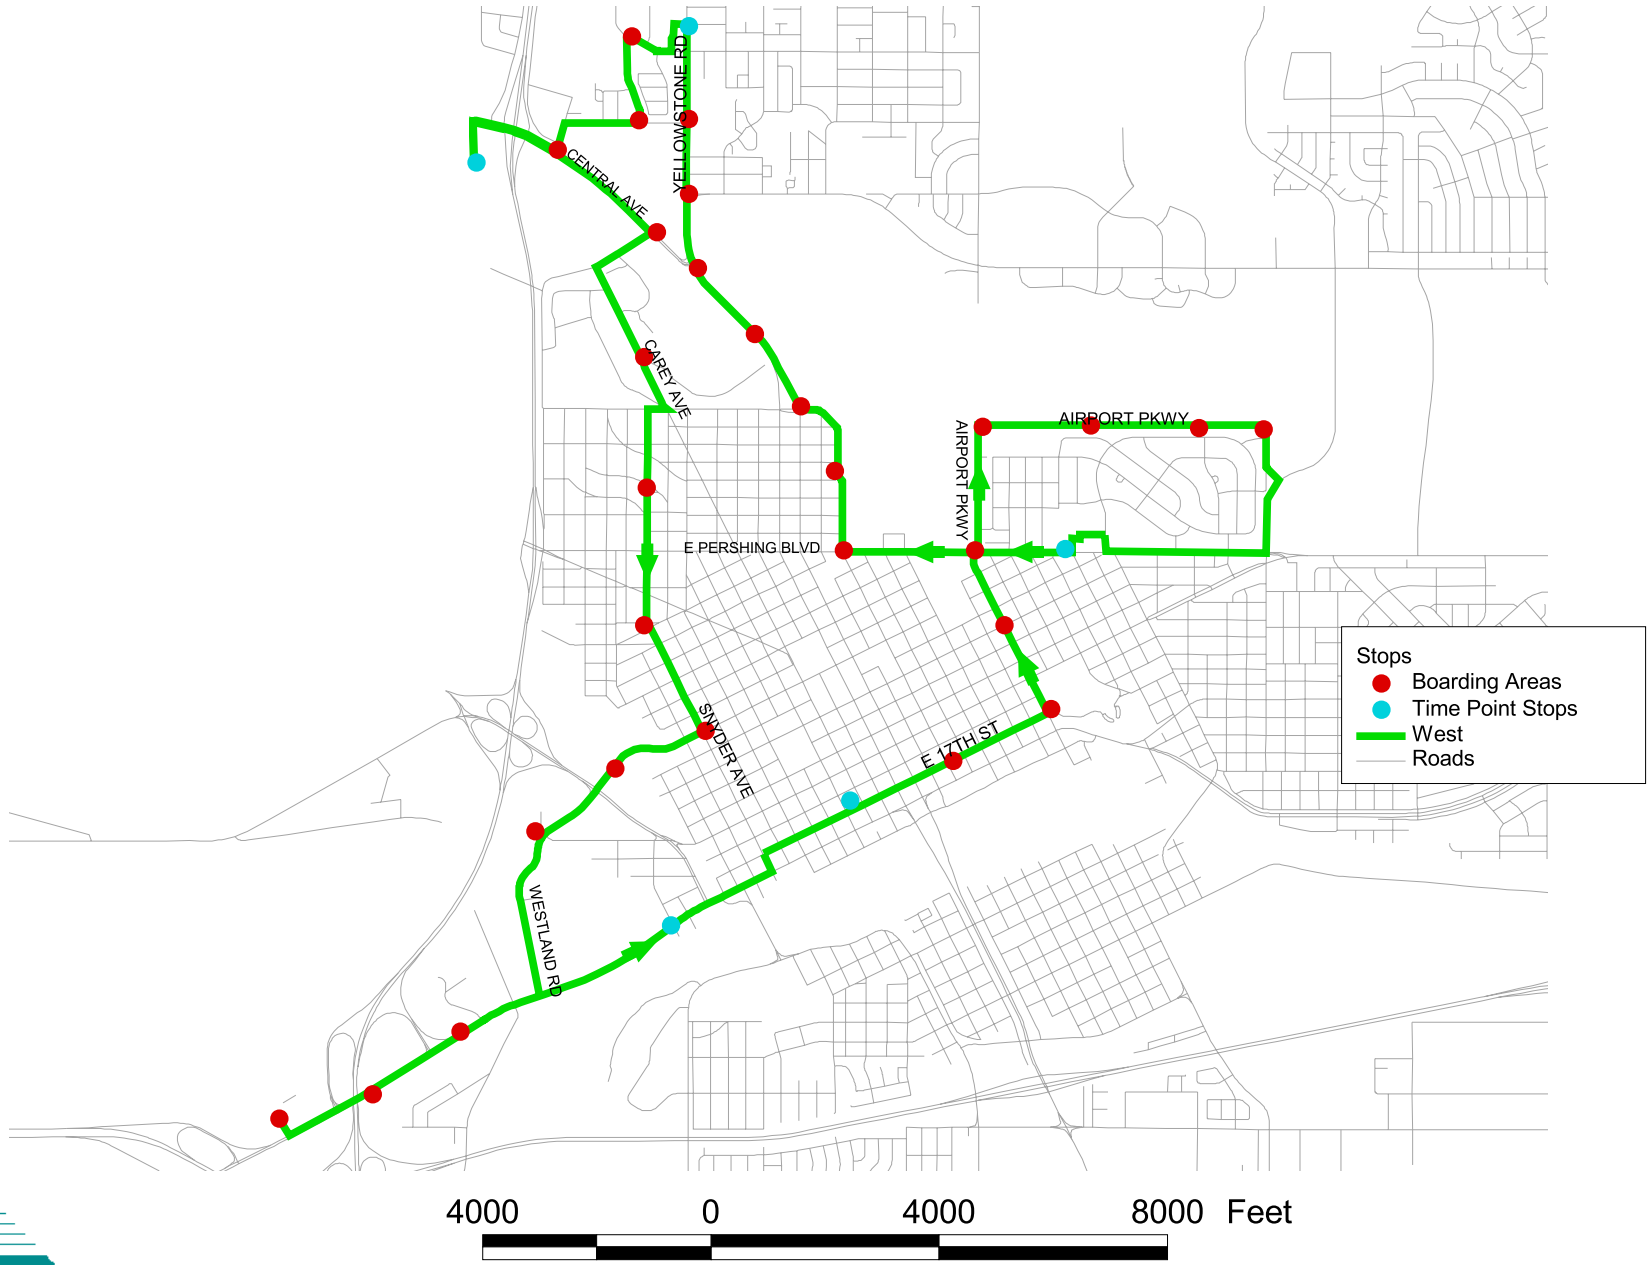 YELLOWSTONE RD
CENTRAL AVE
CAREY AVE
AIRPORT PKWY
AIRPORT PKWY
E PERSHING BLVD
SNYDER AVE
E 17TH ST
WESTLAND RD
Stops
Boarding Areas
Time Point Stops
West
Roads
4000 0 4000 8000 Feet